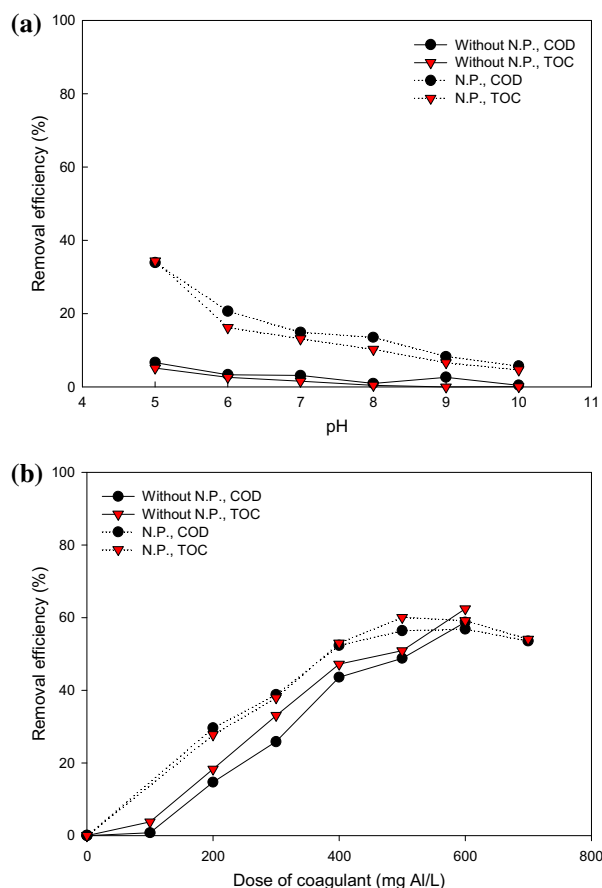 (a)
100
80
60
40
20
0
Removal efficiency (%)
Without N.P., COD
Without N.P., TOC
N.P., COD
N.P., TOC
4 5 6 7 8 9 10 11
pH
(b)
100
80
60
40
20
0
Removal efficiency (%)
Without N.P., COD
Without N.P., TOC
N.P., COD
N.P., TOC
0 200 400 600 800
Dose of coagulant (mg Al/L)